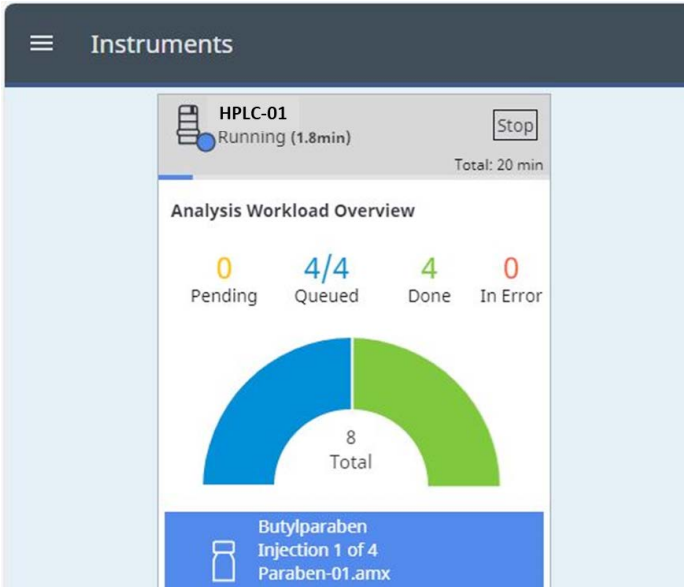 Instruments
HPLC-01
Running (1.8min)
Stop
Total: 20 min
Analysis Workload Overview
0 4/4 4 0
Pending Queued Done In Error
8
Total
Butylparaben
Injection 1 of 4
Paraben-01.amx